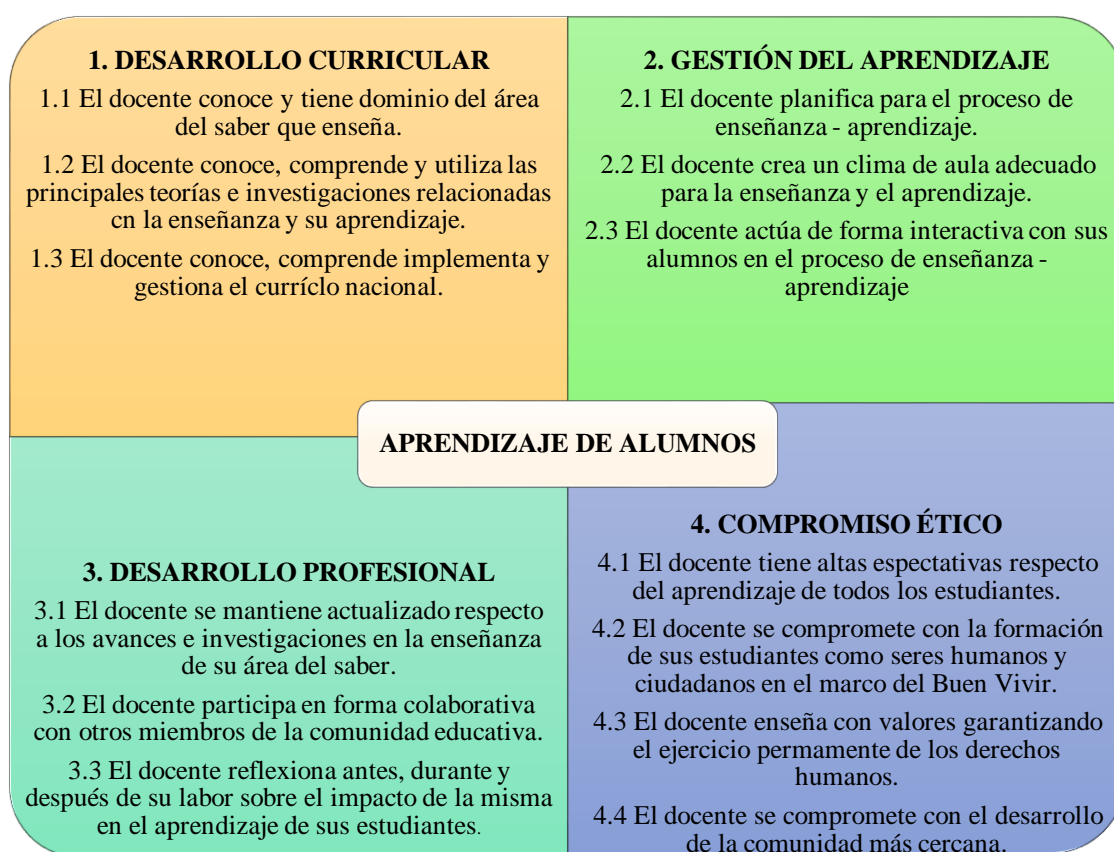 1. DESARROLLO CURRICULAR
1.1 El docente conoce y tiene dominio del área
del saber que enseña.
1.2 El docente conoce, comprende y utiliza las
principales teorías e investigaciones relacionadas
cn la enseñanza y su aprendizaje.
1.3 El docente conoce, comprende implementa y
gestiona el curríclo nacional.
2. GESTIÓN DEL APRENDIZAJE
2.1 El docente planifica para el proceso de
enseñanza - aprendizaje.
2.2 El docente crea un clima de aula adecuado
para la enseñanza y el aprendizaje.
2.3 El docente actúa de forma interactiva con sus
alumnos en el proceso de enseñanza -
aprendizaje
APRENDIZAJE DE ALUMNOS
3. DESARROLLO PROFESIONAL
3.1 El docente se mantiene actualizado respecto
a los avances e investigaciones en la enseñanza
de su área del saber.
3.2 El docente participa en forma colaborativa
con otros miembros de la comunidad educativa.
3.3 El docente reflexiona antes, durante y
después de su labor sobre el impacto de la misma
en el aprendizaje de sus estudiantes.
4. COMPROMISO ÉTICO
4.1 El docente tiene altas espectativas respecto
del aprendizaje de todos los estudiantes.
4.2 El docente se compromete con la formación
de sus estudiantes como seres humanos y
ciudadanos en el marco del Buen Vivir.
4.3 El docente enseña con valores garantizando
el ejercicio permamente de los derechos
humanos.
4.4 El docente se compromete con el desarrollo
de la comunidad más cercana.